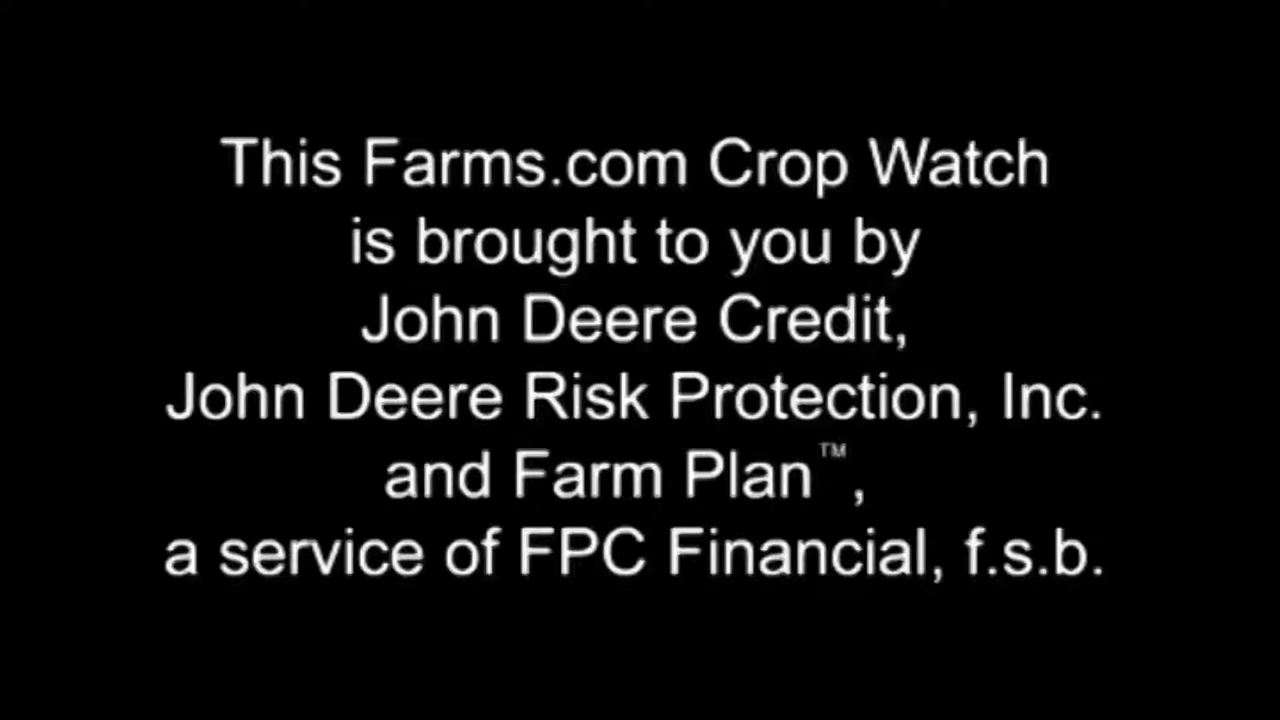 This Farms.com Crop Watch
is brought to you by
John Deere Credit,
John Deere Risk Protection, Inc.
and Farm Plan™,
a service of FPC Financial, f.s.b.